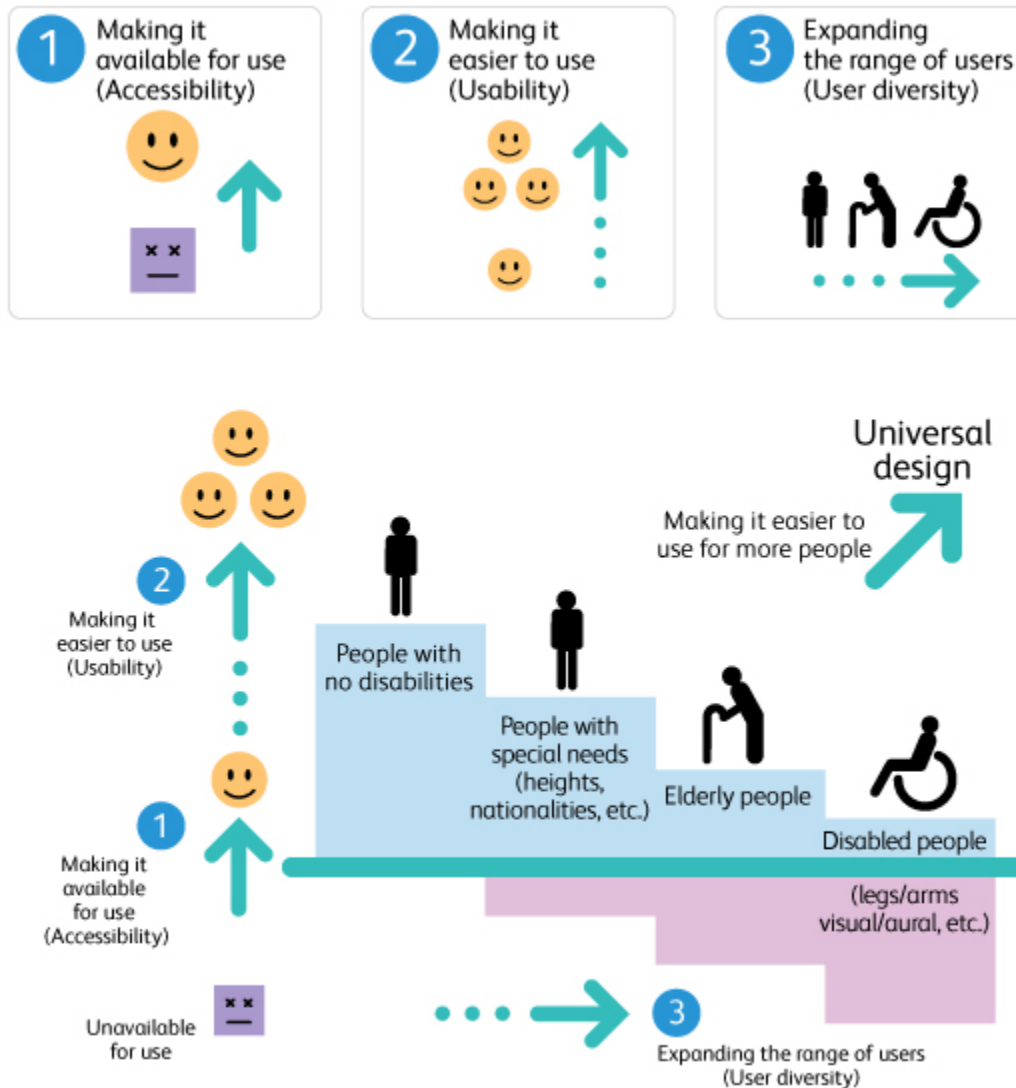 1
Making it
available for use
(Accessibility)
2
Making it
easier to use
(Usability)
3
Expanding
the range of users
(User diversity)
Universal
design
Making it easier to
use for more people
2
Making it
easier to use
(Usability)
People with
no disabilities
People with
special needs
(heights,
nationalities, etc.)
Elderly people
Disabled people
(legs/arms
visual/aural, etc.)
1
Making it
available
for use
(Accessibility)
Unavailable
for use
3
Expanding the range of users
(User diversity)